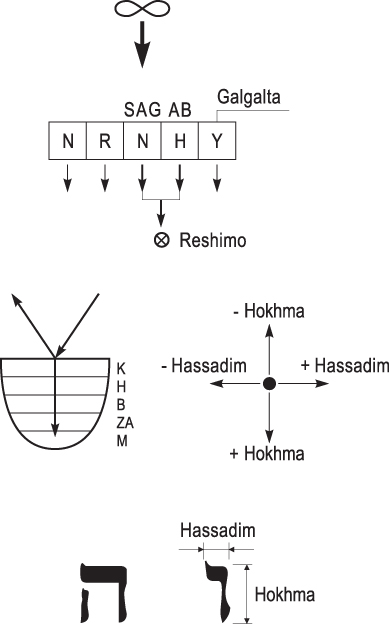 ∞
Galgalta
SAG AB
N R N H Y
⊗ Reshimo
K
H
B
ZA
M
- Hokhma
- Hassadim + Hassadim
+ Hokhma
Hassadim
Hokhma
ה ו